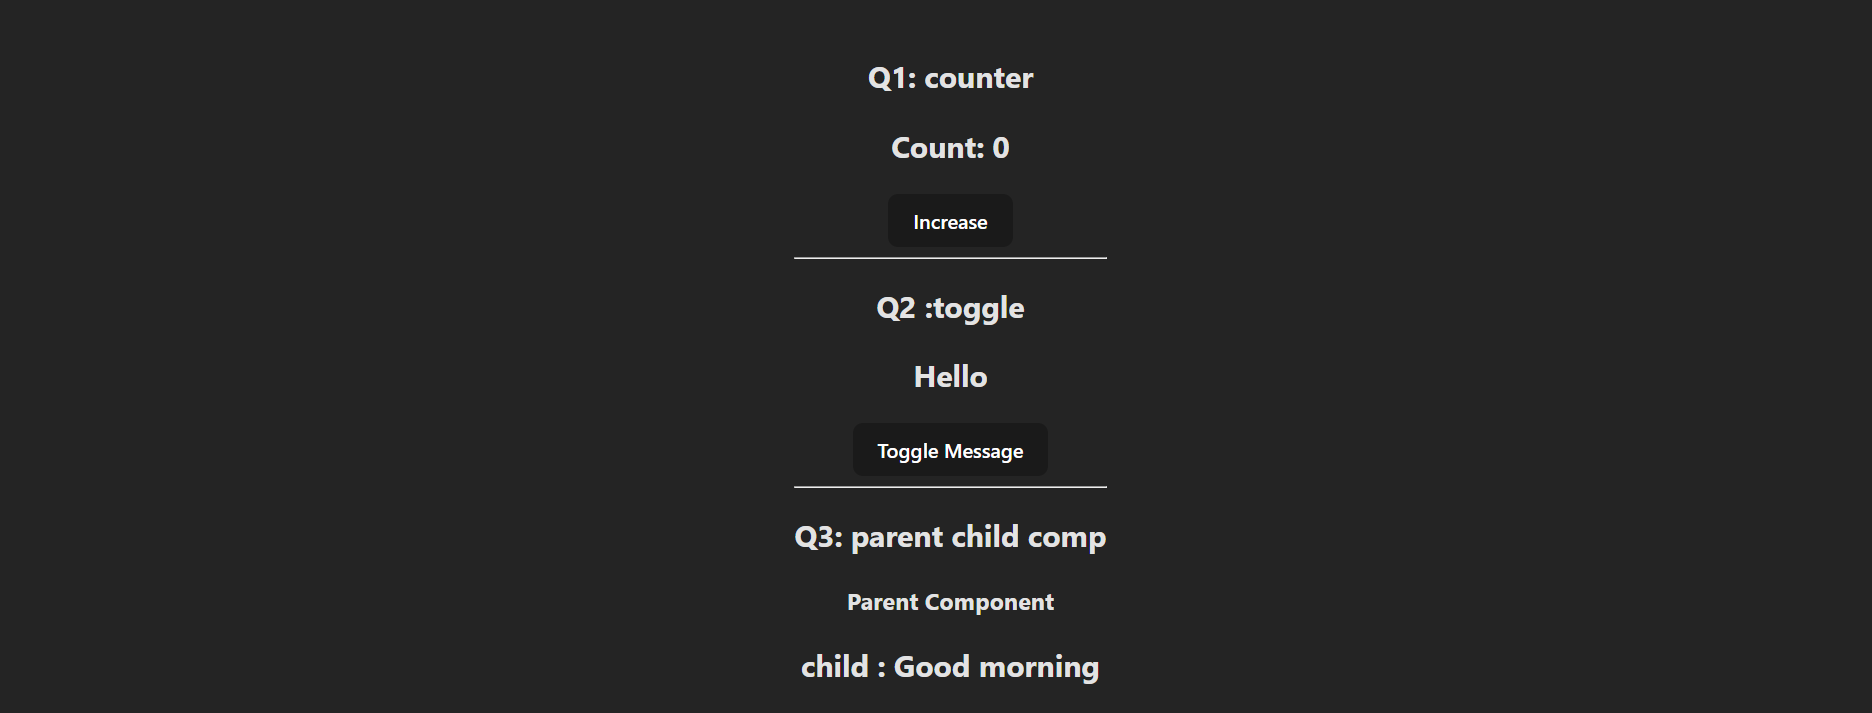 Q1: counter
Count: 0
Increase
Q2 :toggle
Hello
Toggle Message
Q3: parent child comp
Parent Component
child : Good morning